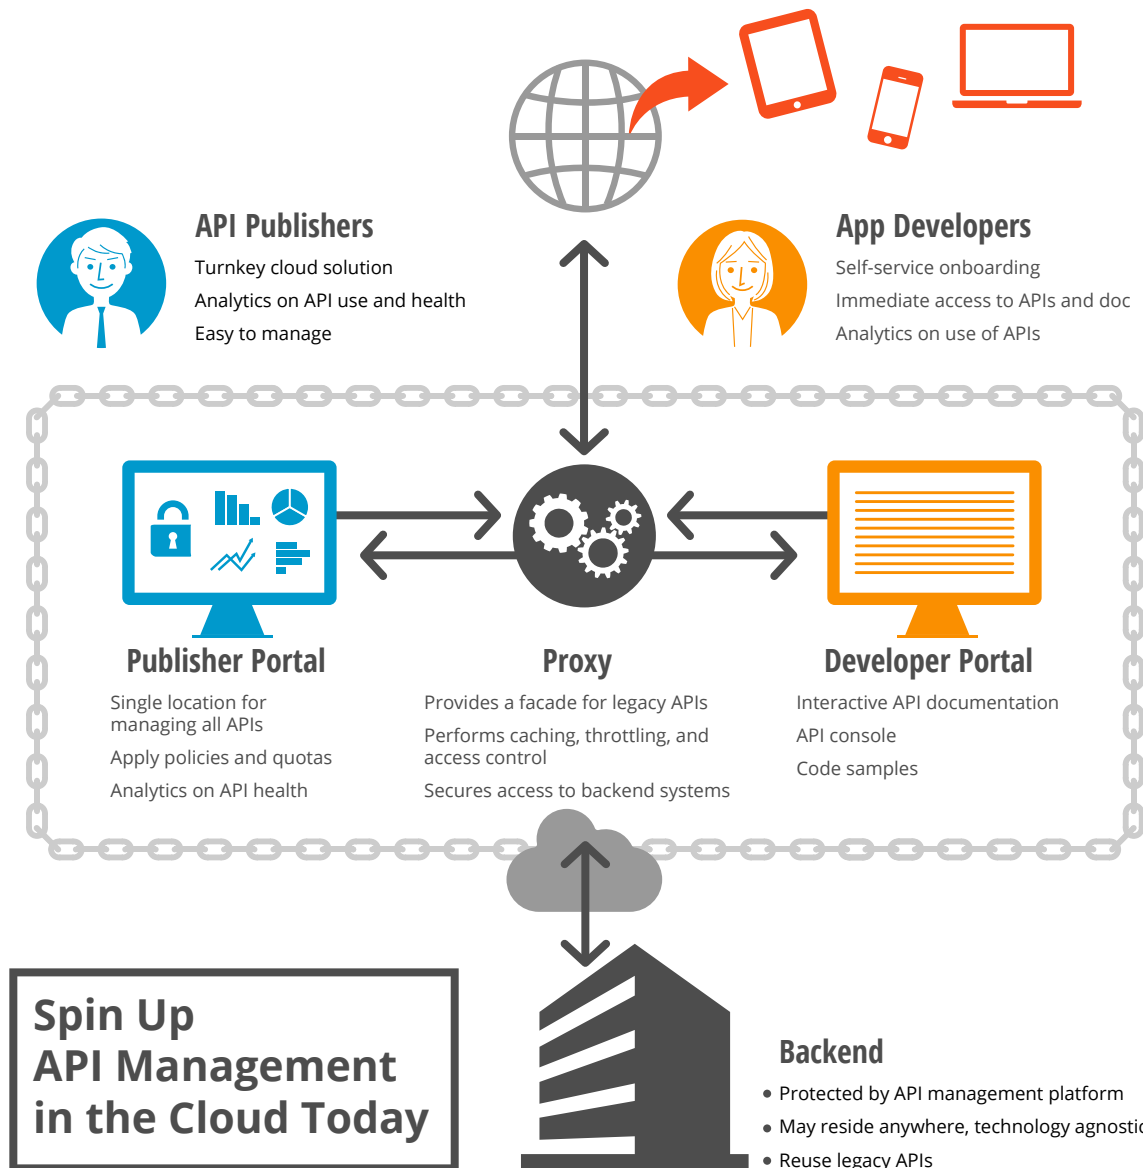 API Publishers
Turnkey cloud solution
Analytics on API use and health
Easy to manage
App Developers
Self-service onboarding
Immediate access to APIs and doc
Analytics on use of APIs
Publisher Portal
Single location for
managing all APIs
Apply policies and quotas
Analytics on API health
Proxy
Provides a facade for legacy APIs
Performs caching, throttling, and
access control
Secures access to backend systems
Developer Portal
Interactive API documentation
API console
Code samples
Spin Up
API Management
in the Cloud Today
Backend
• Protected by API management platform
• May reside anywhere, technology agnostic
• Reuse legacy APIs